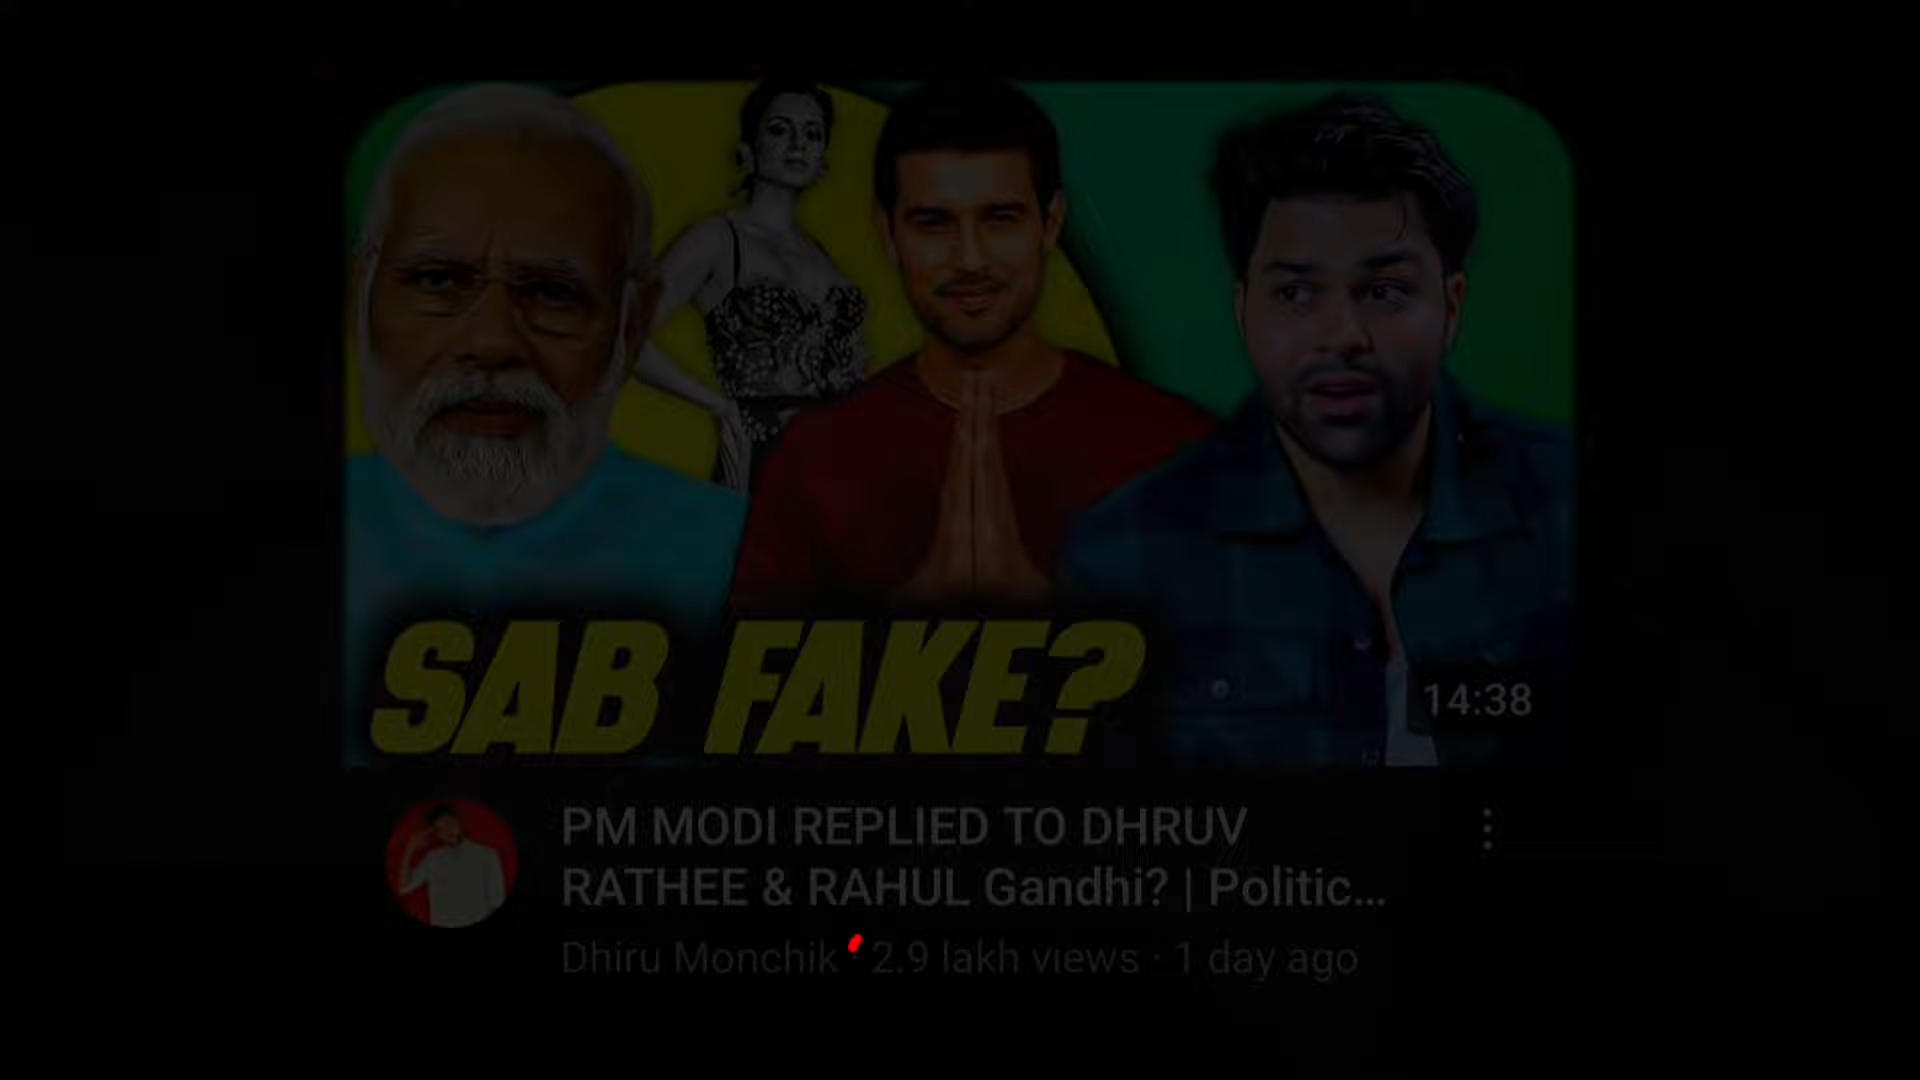 SAB FAKE?
14:38
PM MODI REPLIED TO DHRUV
RATHEE & RAHUL Gandhi? | Politic...
Dhiru Monchik · 2.9 lakh views · 1 day ago